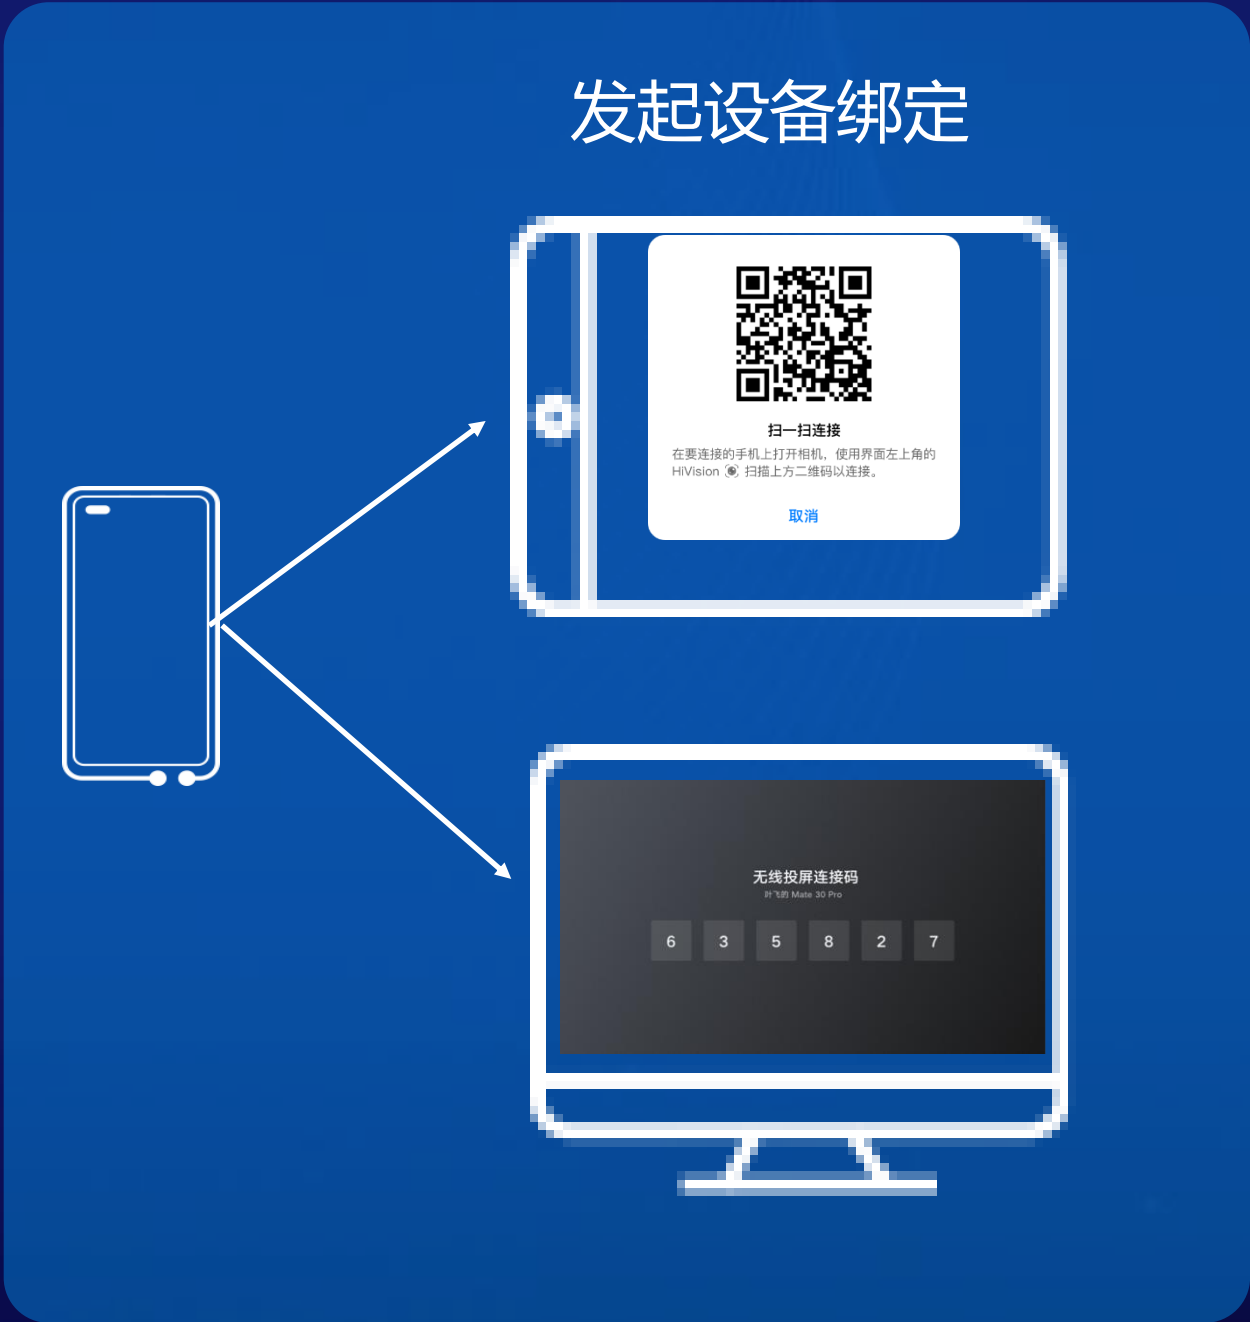 发起设备绑定
扫一扫连接
在要连接的手机上打开相机，使用界面左上角的
HiVision 扫描上方二维码以连接。
取消
无线投屏连接码
叶飞的 Mate 30 Pro
6 3 5 8 2 7